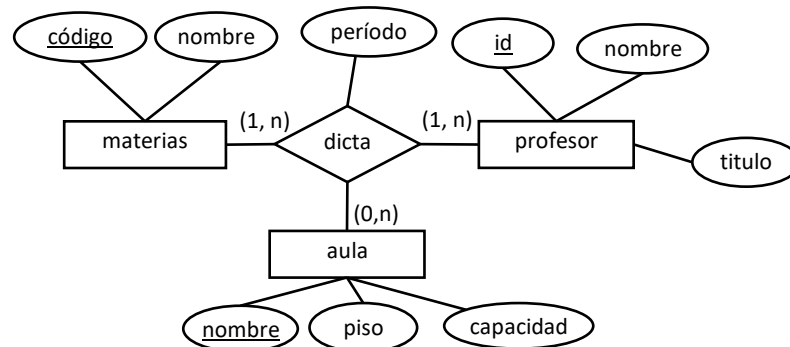 código
nombre
período
id
nombre
(1, n)
(1, n)
materias
dicta
profesor
titulo
(0,n)
aula
nombre
piso
capacidad